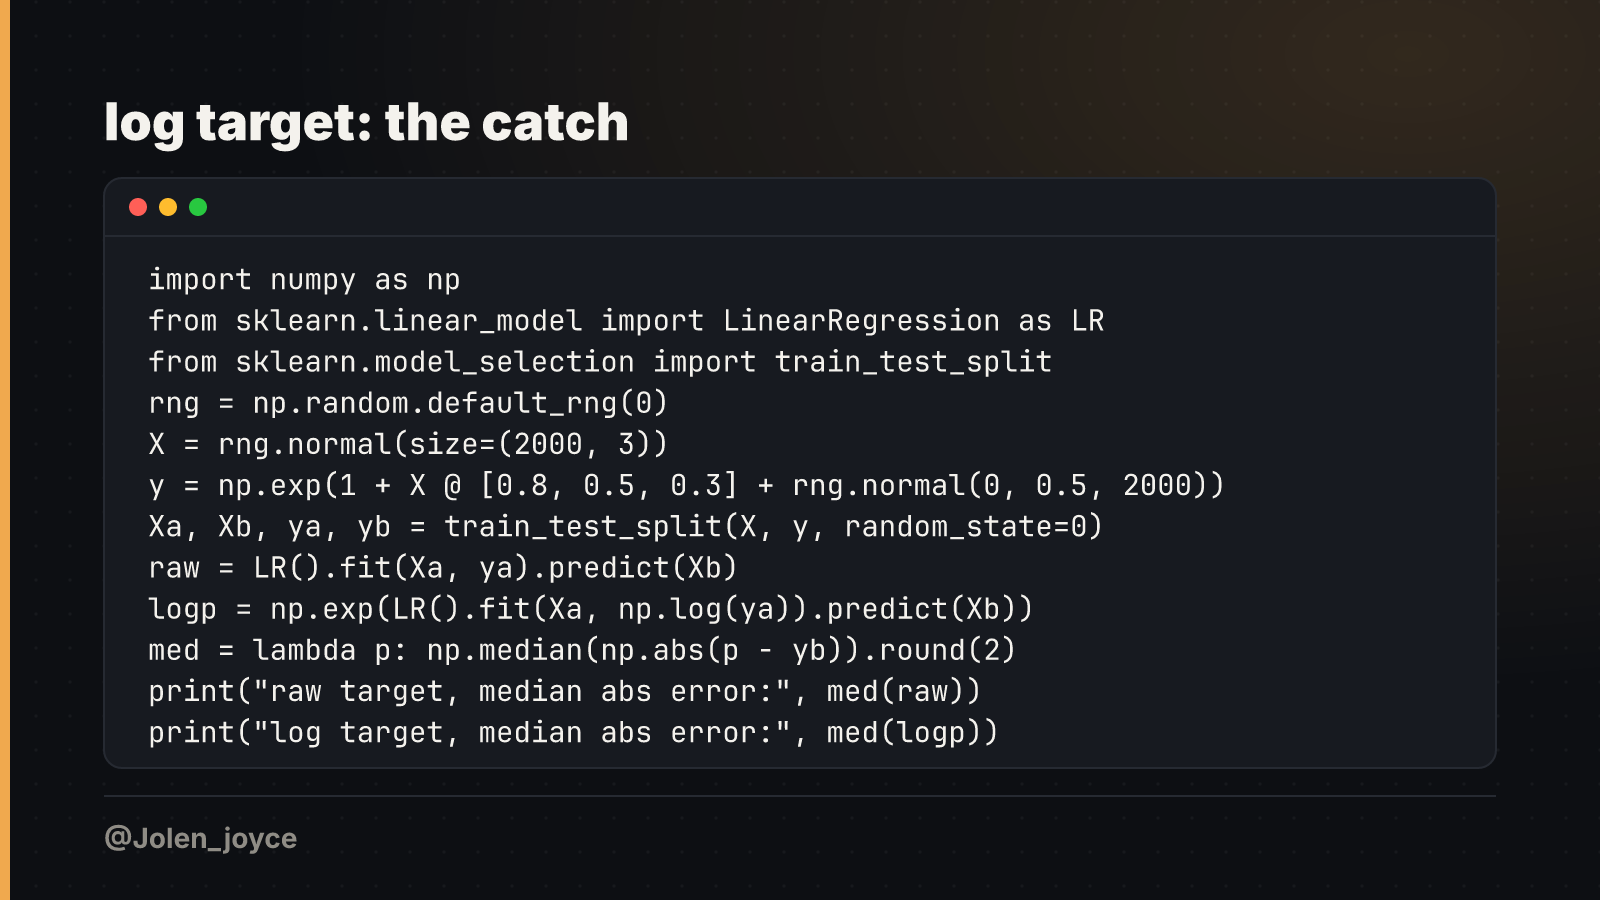 log target: the catch
import numpy as np
from sklearn.linear_model import LinearRegression as LR
from sklearn.model_selection import train_test_split
rng = np.random.default_rng(0)
X = rng.normal(size=(2000, 3))
y = np.exp(1 + X @ [0.8, 0.5, 0.3] + rng.normal(0, 0.5, 2000))
Xa, Xb, ya, yb = train_test_split(X, y, random_state=0)
raw = LR().fit(Xa, ya).predict(Xb)
logp = np.exp(LR().fit(Xa, np.log(ya)).predict(Xb))
med = lambda p: np.median(np.abs(p - yb)).round(2)
print("raw target, median abs error:", med(raw))
print("log target, median abs error:", med(logp))
@Jolen_joyce